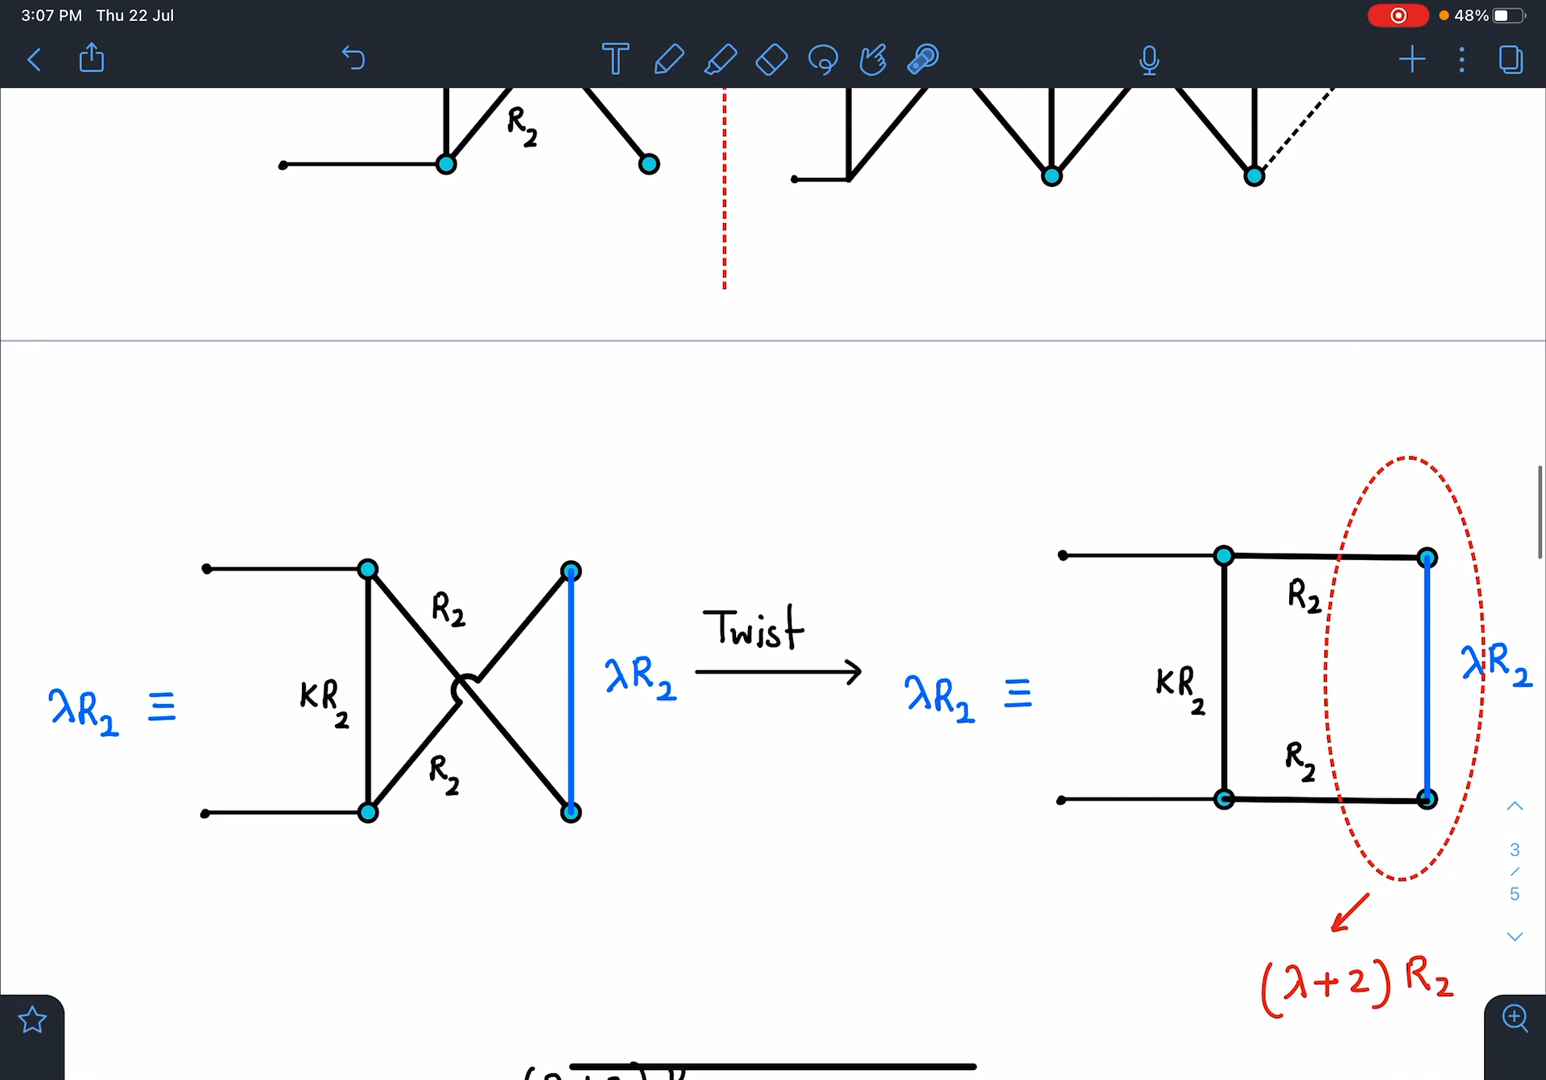 3:07 PM Thu 22 Jul
48%
T
R₂
R₂
λR₂ ≡
KR₂
R₂
λR₂
Twist
λR₂ ≡
KR₂
R₂
R₂
λR₂
3
/
5
(λ+2) R₂